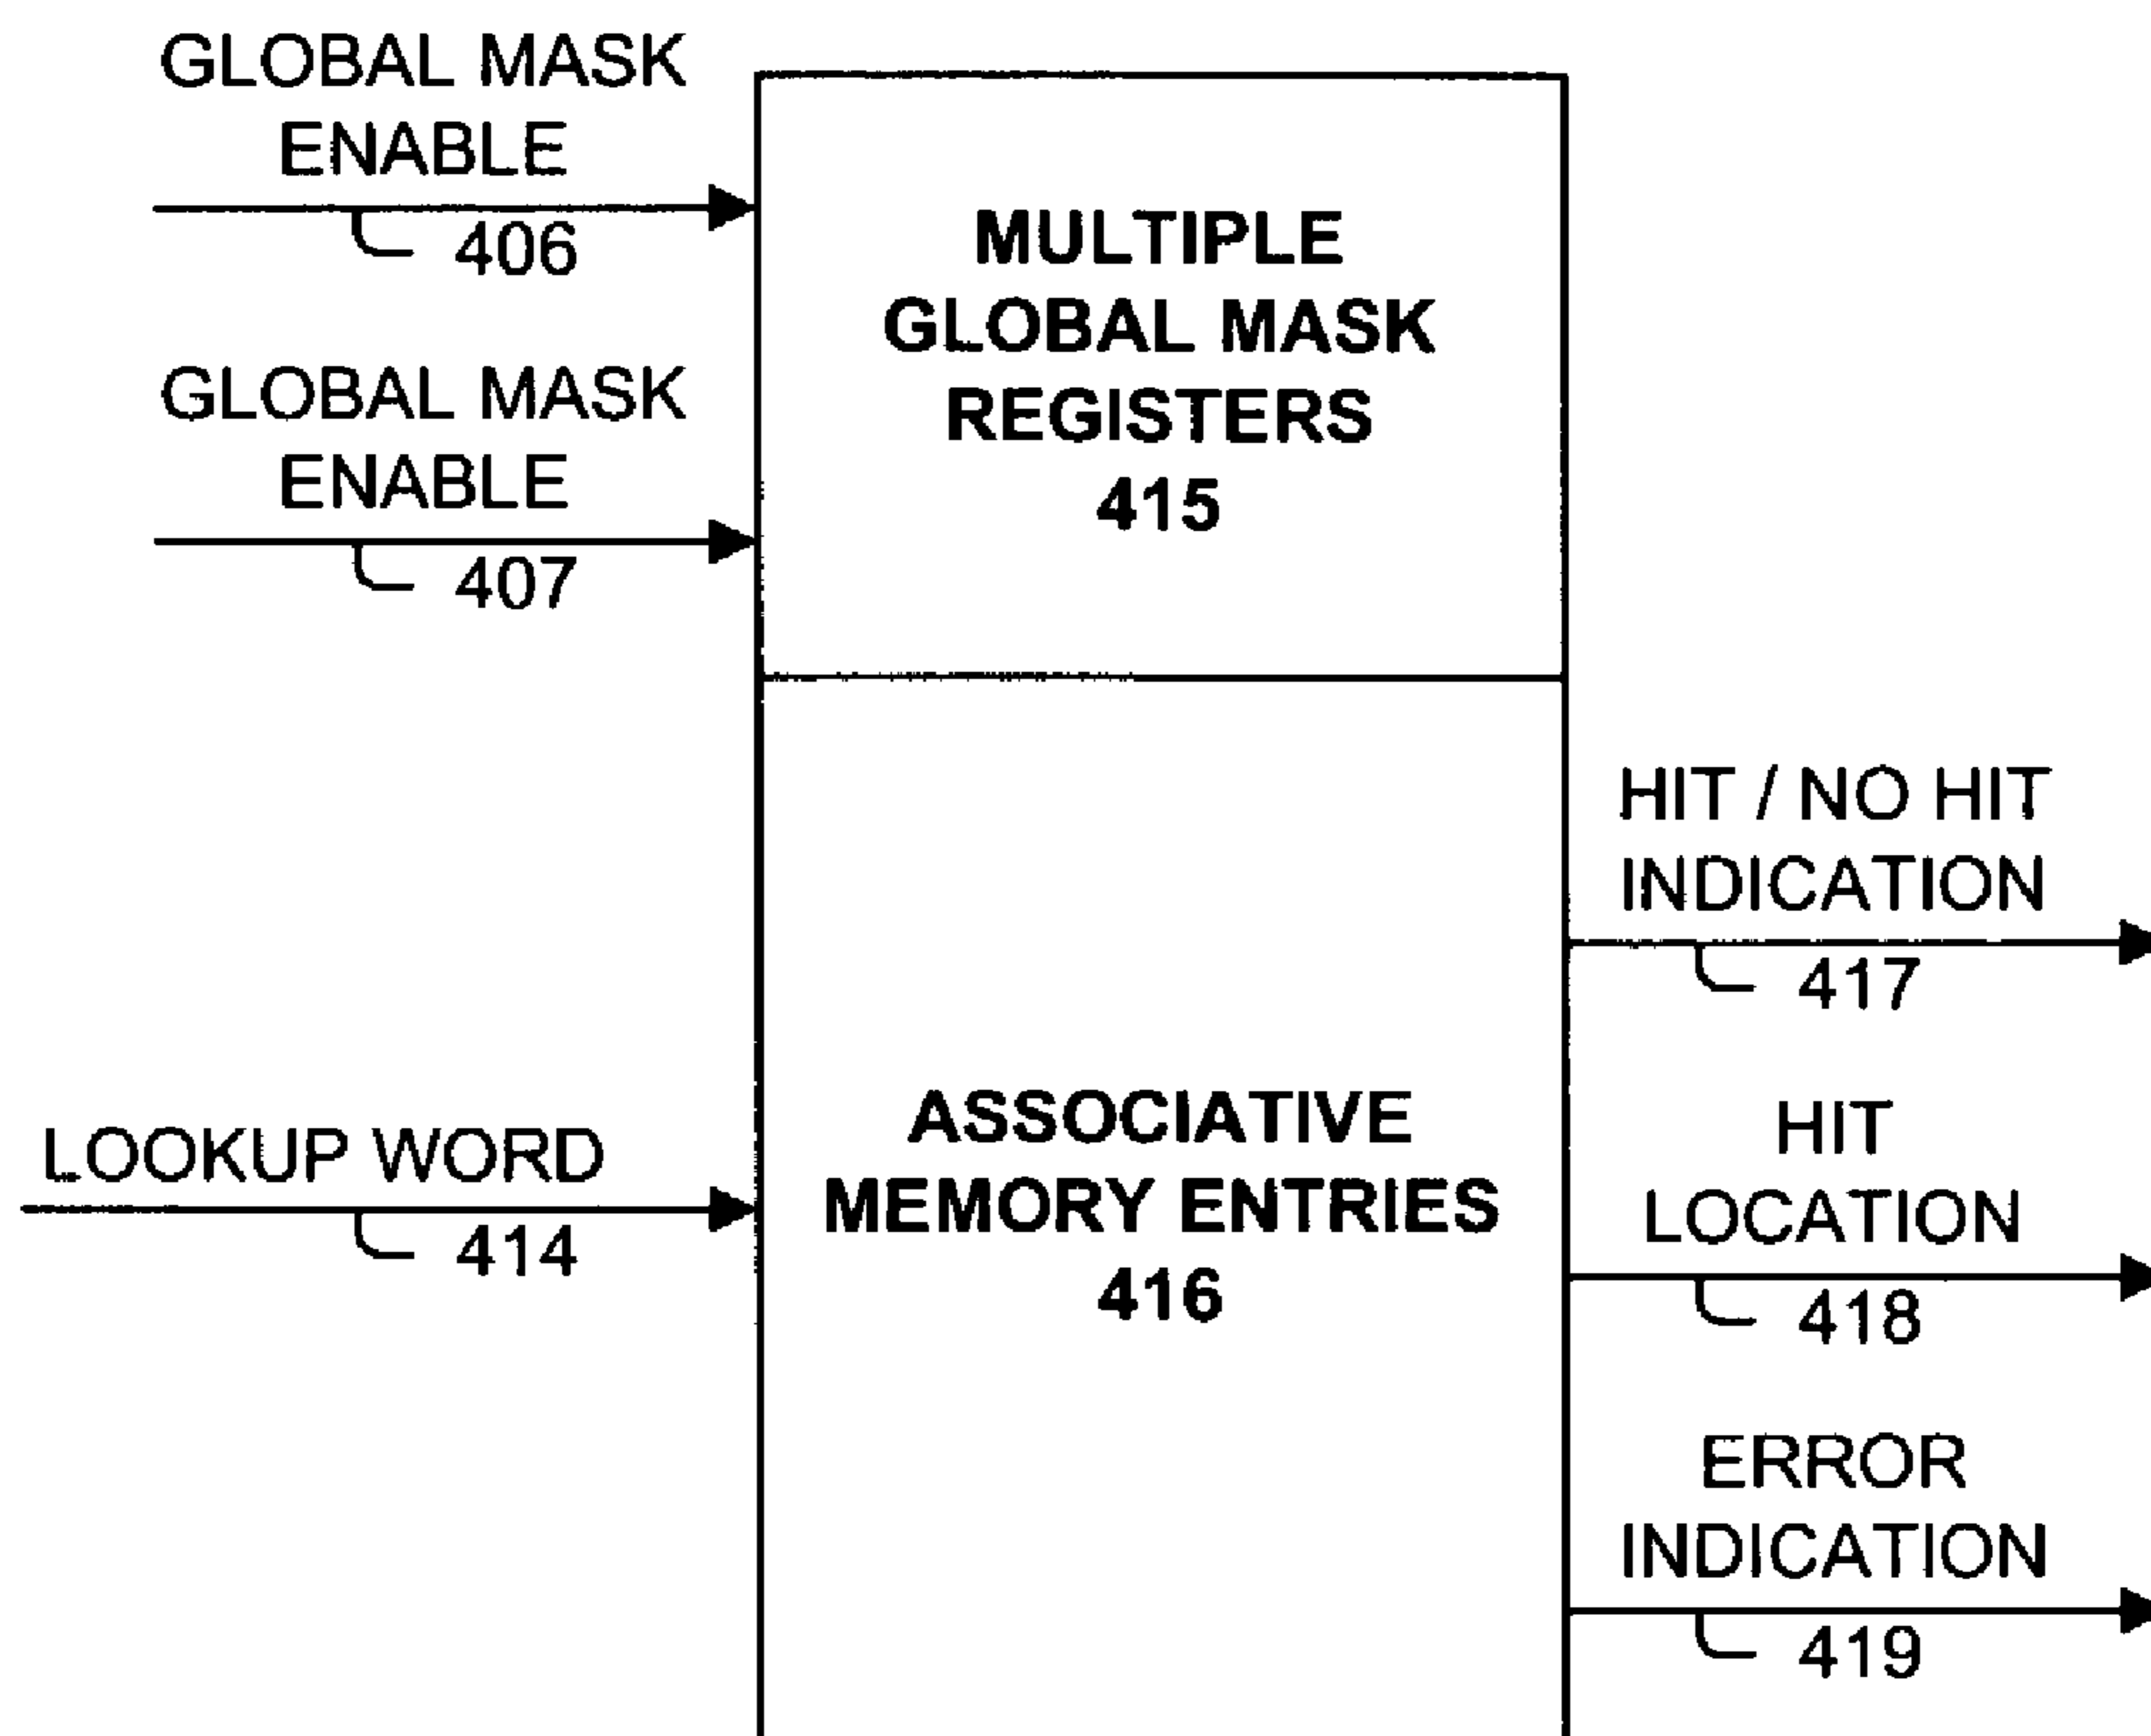 GLOBAL MASK
ENABLE
406
GLOBAL MASK
ENABLE
407
MULTIPLE
GLOBAL MASK
REGISTERS
415
LOOKUP WORD
414
ASSOCIATIVE
MEMORY ENTRIES
416
HIT / NO HIT
INDICATION
417
HIT
LOCATION
418
ERROR
INDICATION
419